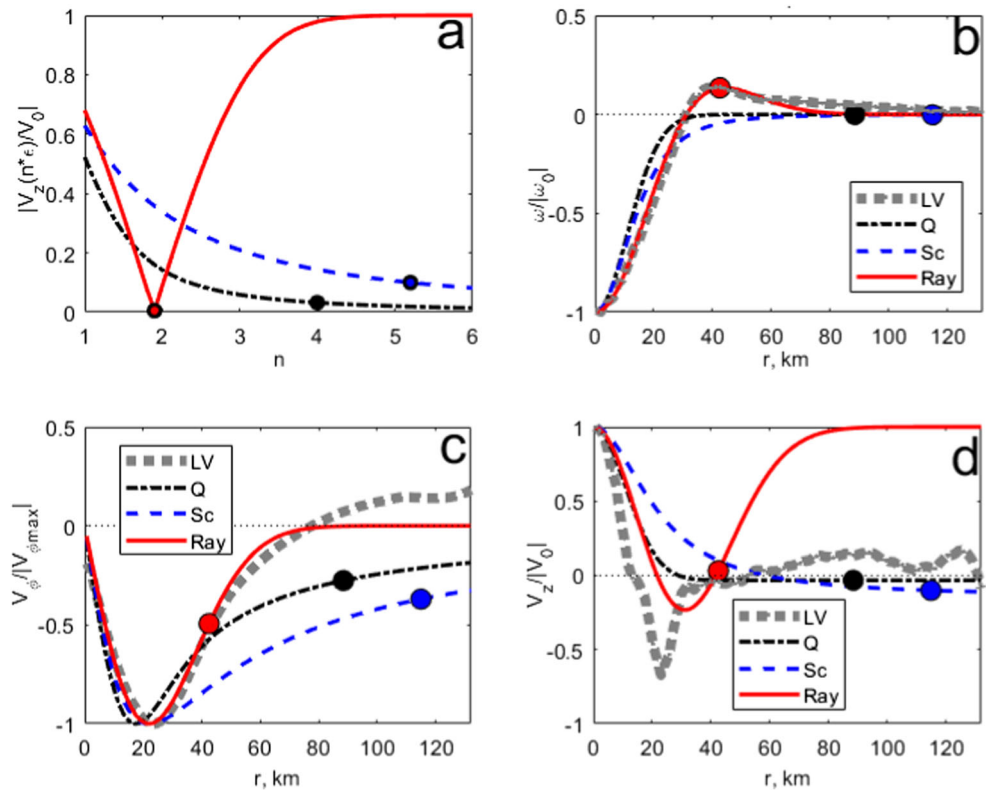 a
|V_z(n*ϵ)/V_0|
1
0.8
0.6
0.4
0.2
0
1 2 3 4 5 6
n
b
ω/|ω_0|
0.5
0
-0.5
-1
LV
Q
Sc
Ray
0 20 40 60 80 100 120
r, km
c
V_ϕ/|V_ϕmax|
0.5
0
-0.5
-1
LV
Q
Sc
Ray
0 20 40 60 80 100 120
r, km
d
V_z/|V_0|
1
0.5
0
-0.5
-1
LV
Q
Sc
Ray
0 20 40 60 80 100 120
r, km